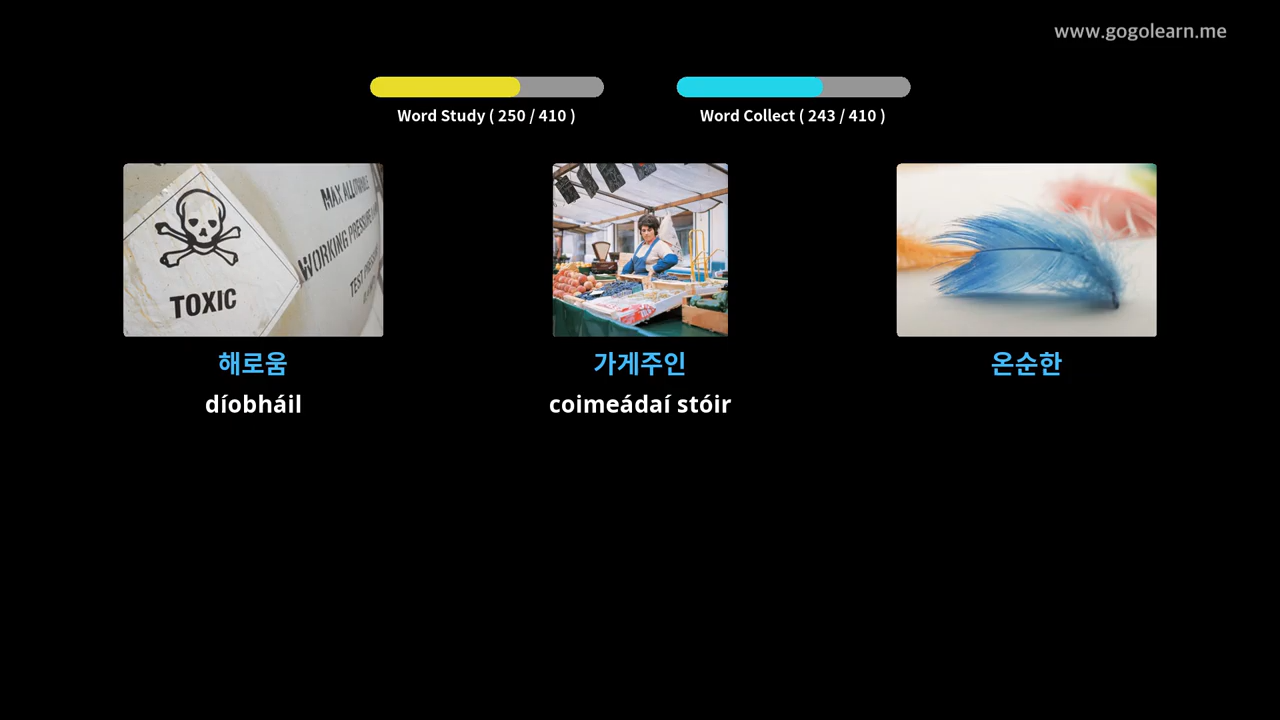 www.gogolearn.me
Word Study ( 250 / 410 )
Word Collect ( 243 / 410 )
TOXIC
MAX ALLOWABLE
WORKING PRESSURE
TEST
해로움
가게주인
온순한
díobháil
coimeádaí stóir